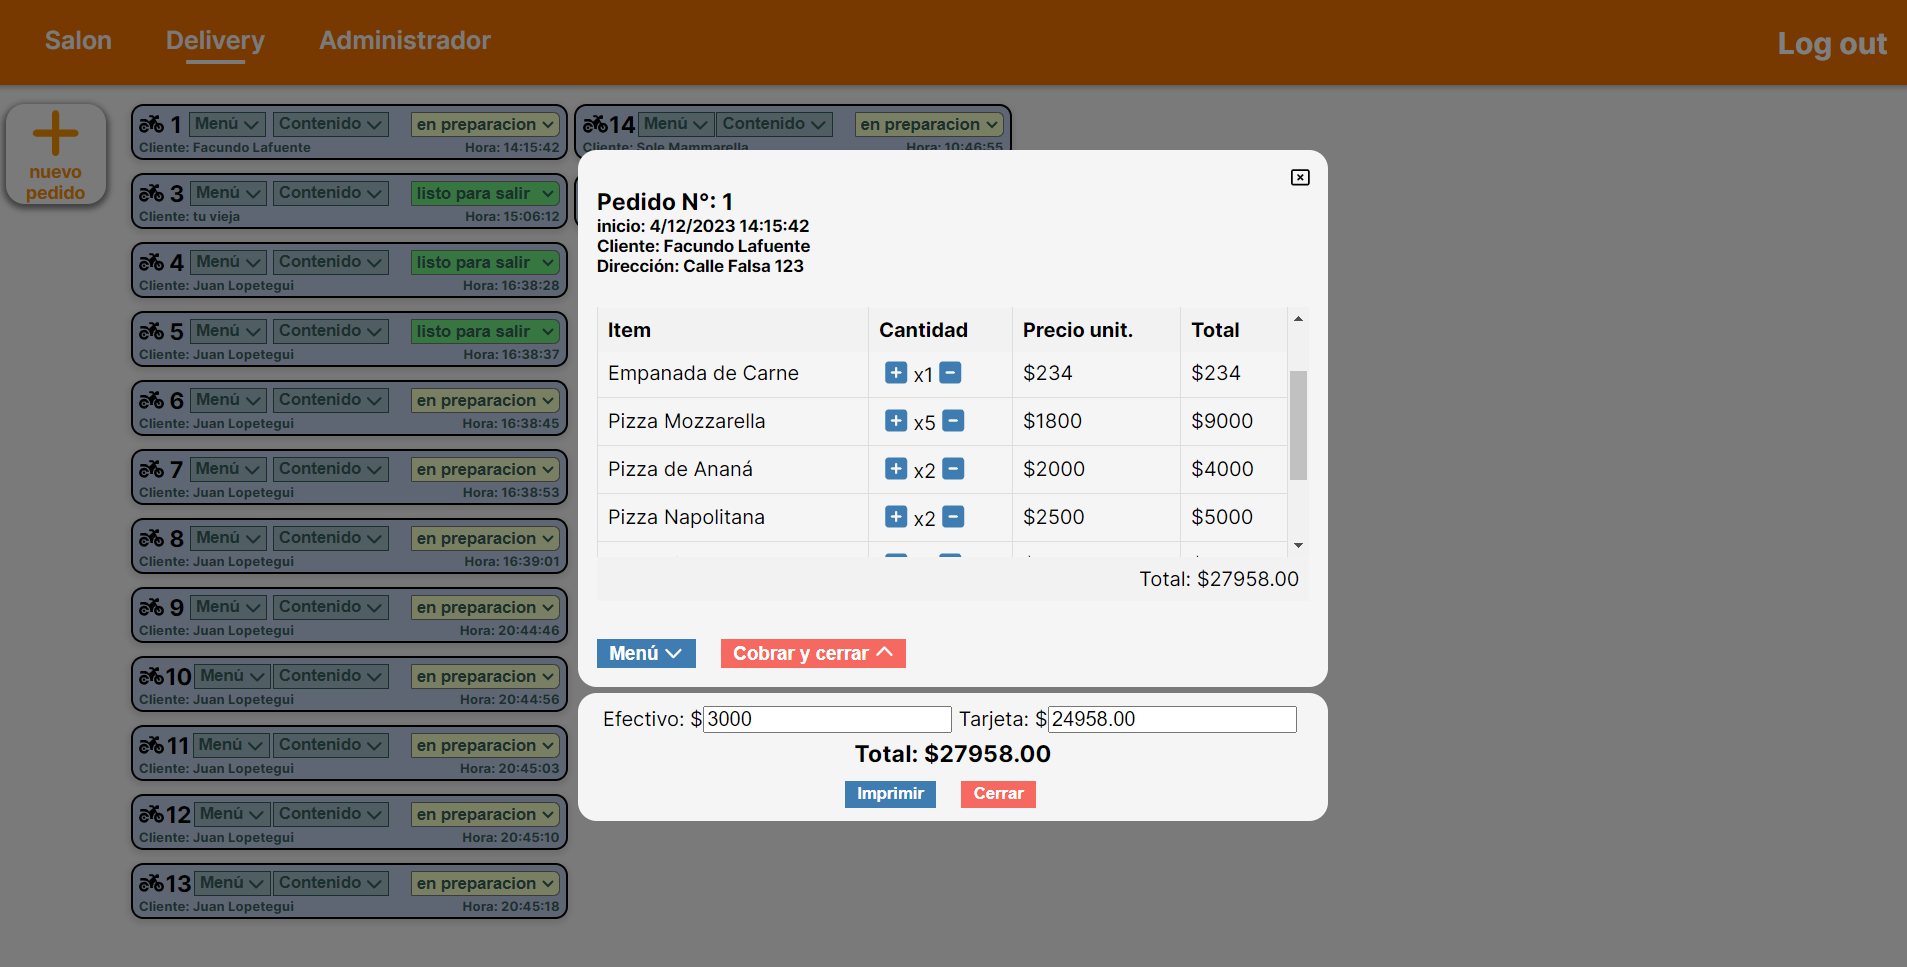 Salon Delivery Administrador Log out
nuevo
pedido
1 Menú Contenido en preparacion
Cliente: Facundo Lafuente Hora: 14:15:42
3 Menú Contenido listo para salir
Cliente: tu vieja Hora: 15:06:12
4 Menú Contenido listo para salir
Cliente: Juan Lopetegui Hora: 16:38:28
5 Menú Contenido listo para salir
Cliente: Juan Lopetegui Hora: 16:38:37
6 Menú Contenido en preparacion
Cliente: Juan Lopetegui Hora: 16:38:45
7 Menú Contenido en preparacion
Cliente: Juan Lopetegui Hora: 16:38:53
8 Menú Contenido en preparacion
Cliente: Juan Lopetegui Hora: 16:39:01
9 Menú Contenido en preparacion
Cliente: Juan Lopetegui Hora: 20:44:46
10 Menú Contenido en preparacion
Cliente: Juan Lopetegui Hora: 20:44:56
11 Menú Contenido en preparacion
Cliente: Juan Lopetegui Hora: 20:45:03
12 Menú Contenido en preparacion
Cliente: Juan Lopetegui Hora: 20:45:10
13 Menú Contenido en preparacion
Cliente: Juan Lopetegui Hora: 20:45:18
14 Menú Contenido en preparacion
Cliente: Sole Mammarella Hora: 10:46:55
Pedido N°: 1
inicio: 4/12/2023 14:15:42
Cliente: Facundo Lafuente
Dirección: Calle Falsa 123
Item Cantidad Precio unit. Total
Empanada de Carne + x1 - $234 $234
Pizza Mozzarella + x5 - $1800 $9000
Pizza de Ananá + x2 - $2000 $4000
Pizza Napolitana + x2 - $2500 $5000
Total: $27958.00
Menú Cobrar y cerrar
Efectivo: $3000 Tarjeta: $24958.00
Total: $27958.00
Imprimir Cerrar